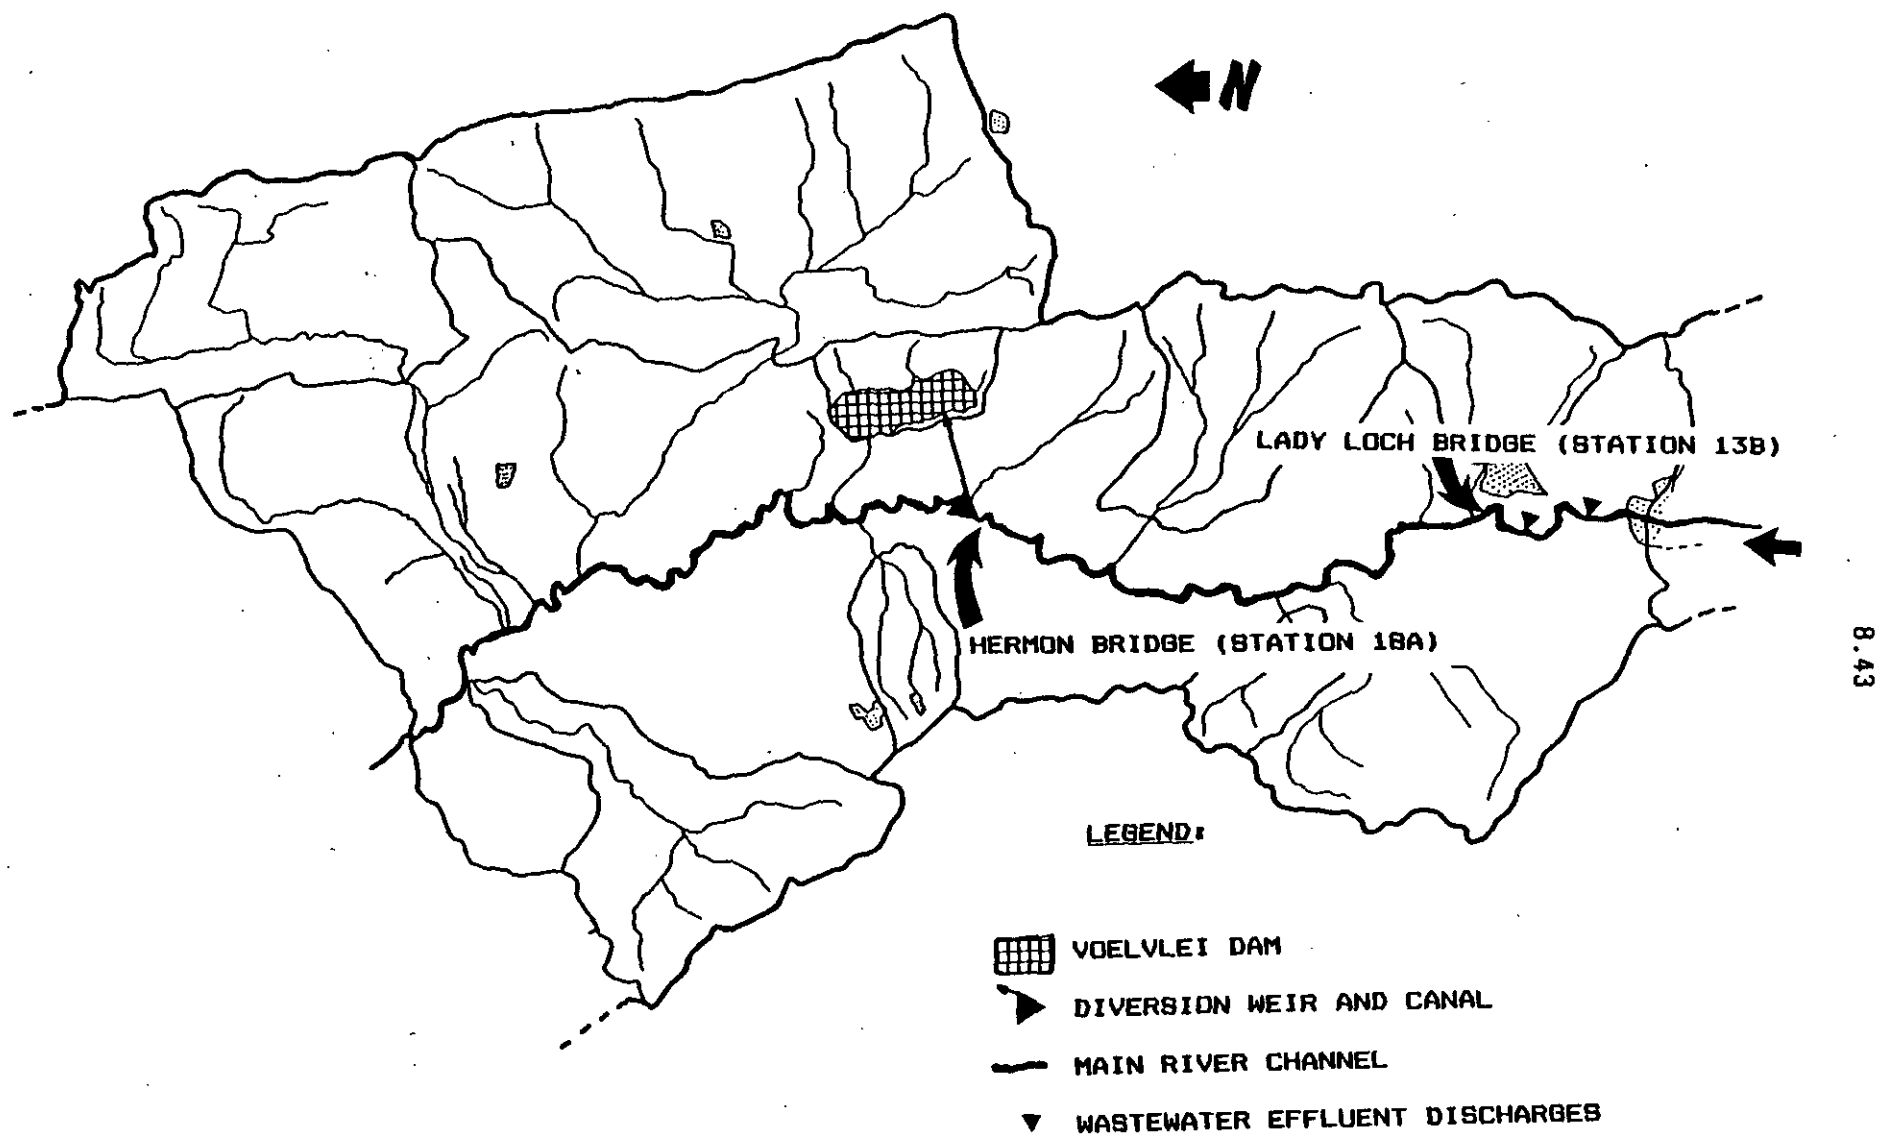 N
LADY LOCH BRIDGE (STATION 13B)
HERMON BRIDGE (STATION 18A)
8.43
LEGEND:
VOELVLEI DAM
DIVERSION WEIR AND CANAL
MAIN RIVER CHANNEL
WASTEWATER EFFLUENT DISCHARGES